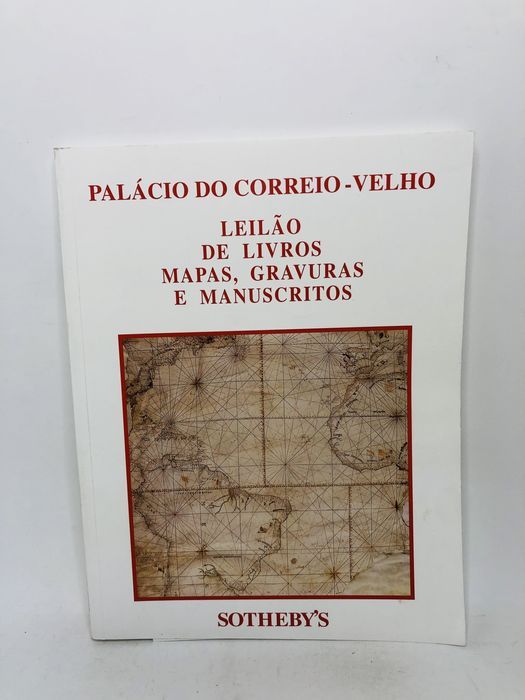 PALÁCIO DO CORREIO-VELHO
LEILÃO
DE LIVROS
MAPAS, GRAVURAS
E MANUSCRITOS
SOTHEBY'S